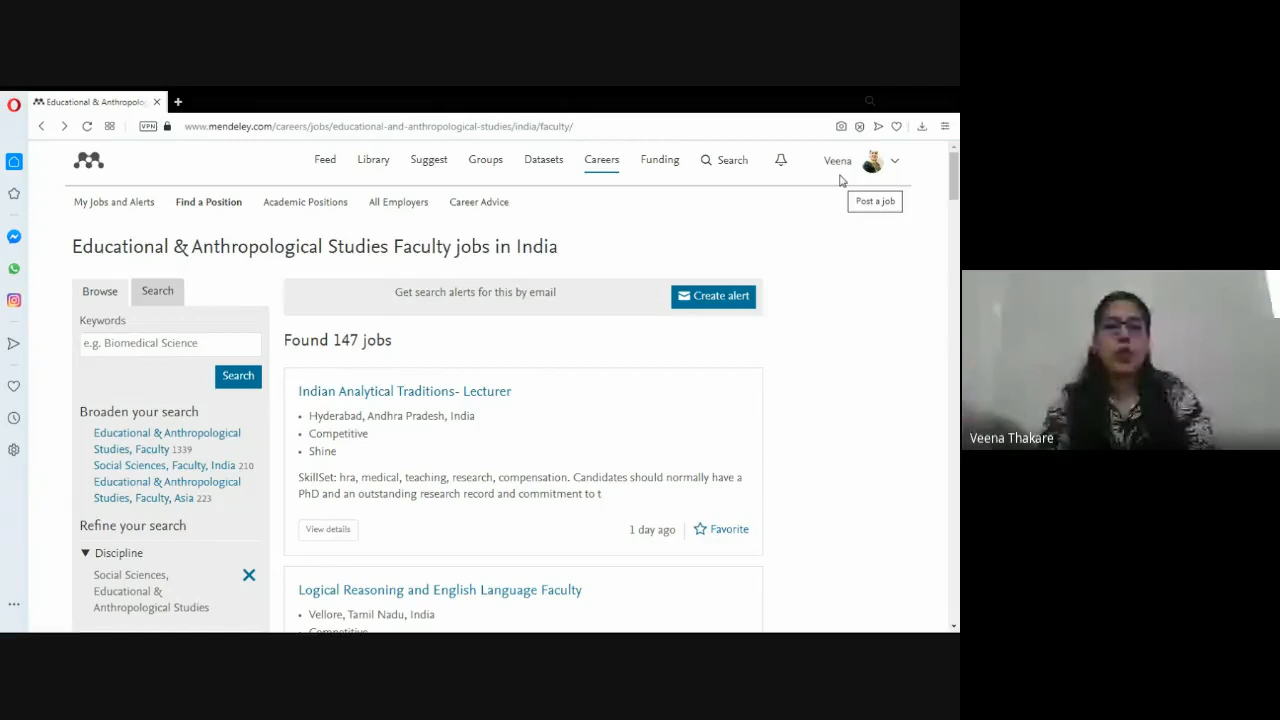 Educational & Anthropolo
VPN
www.mendeley.com/careers/jobs/educational-and-anthropological-studies/india/faculty/
Feed Library Suggest Groups Datasets Careers Funding Search Veena
My Jobs and Alerts Find a Position Academic Positions All Employers Career Advice Post a job
Educational & Anthropological Studies Faculty jobs in India
Browse Search
Get search alerts for this by email Create alert
Keywords
e.g. Biomedical Science
Search
Broaden your search
Educational & Anthropological
Studies, Faculty 1339
Social Sciences, Faculty, India 210
Educational & Anthropological
Studies, Faculty, Asia 223
Refine your search
Discipline
Social Sciences,
Educational &
Anthropological Studies
Found 147 jobs
Indian Analytical Traditions- Lecturer
Hyderabad, Andhra Pradesh, India
Competitive
Shine
SkillSet: hra, medical, teaching, research, compensation. Candidates should normally have a
PhD and an outstanding research record and commitment to t
View details 1 day ago Favorite
Logical Reasoning and English Language Faculty
Vellore, Tamil Nadu, India
Competitive
Veena Thakare